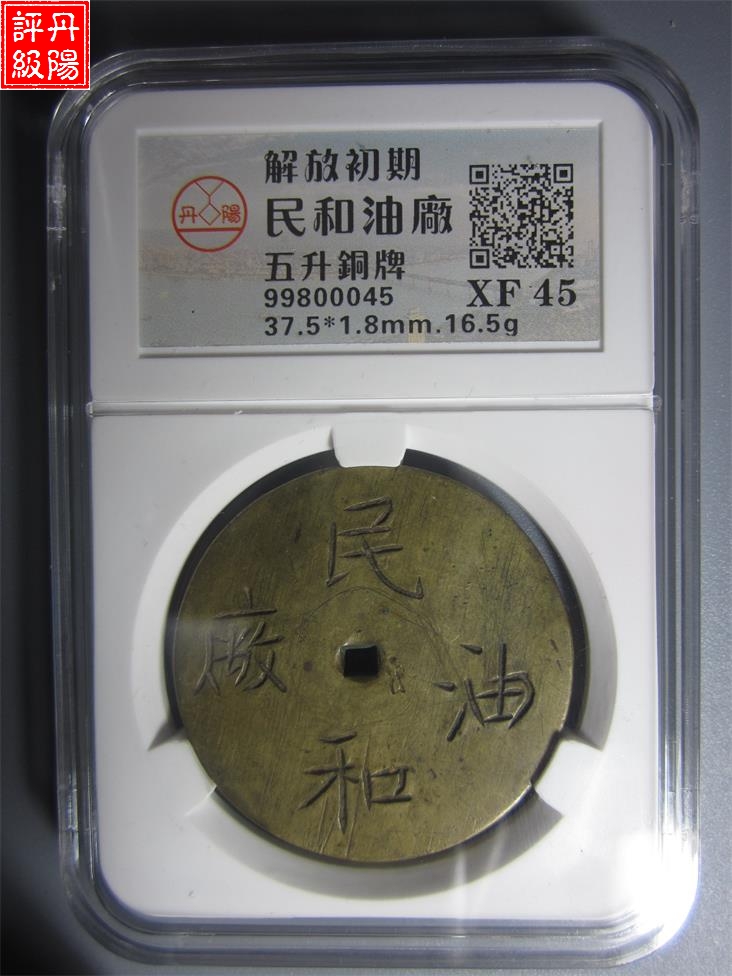 丹陽
評級
解放初期
丹陽
民和油廠
五升銅牌
99800045
XF 45
37.5*1.8mm.16.5g
民
和
油
廠